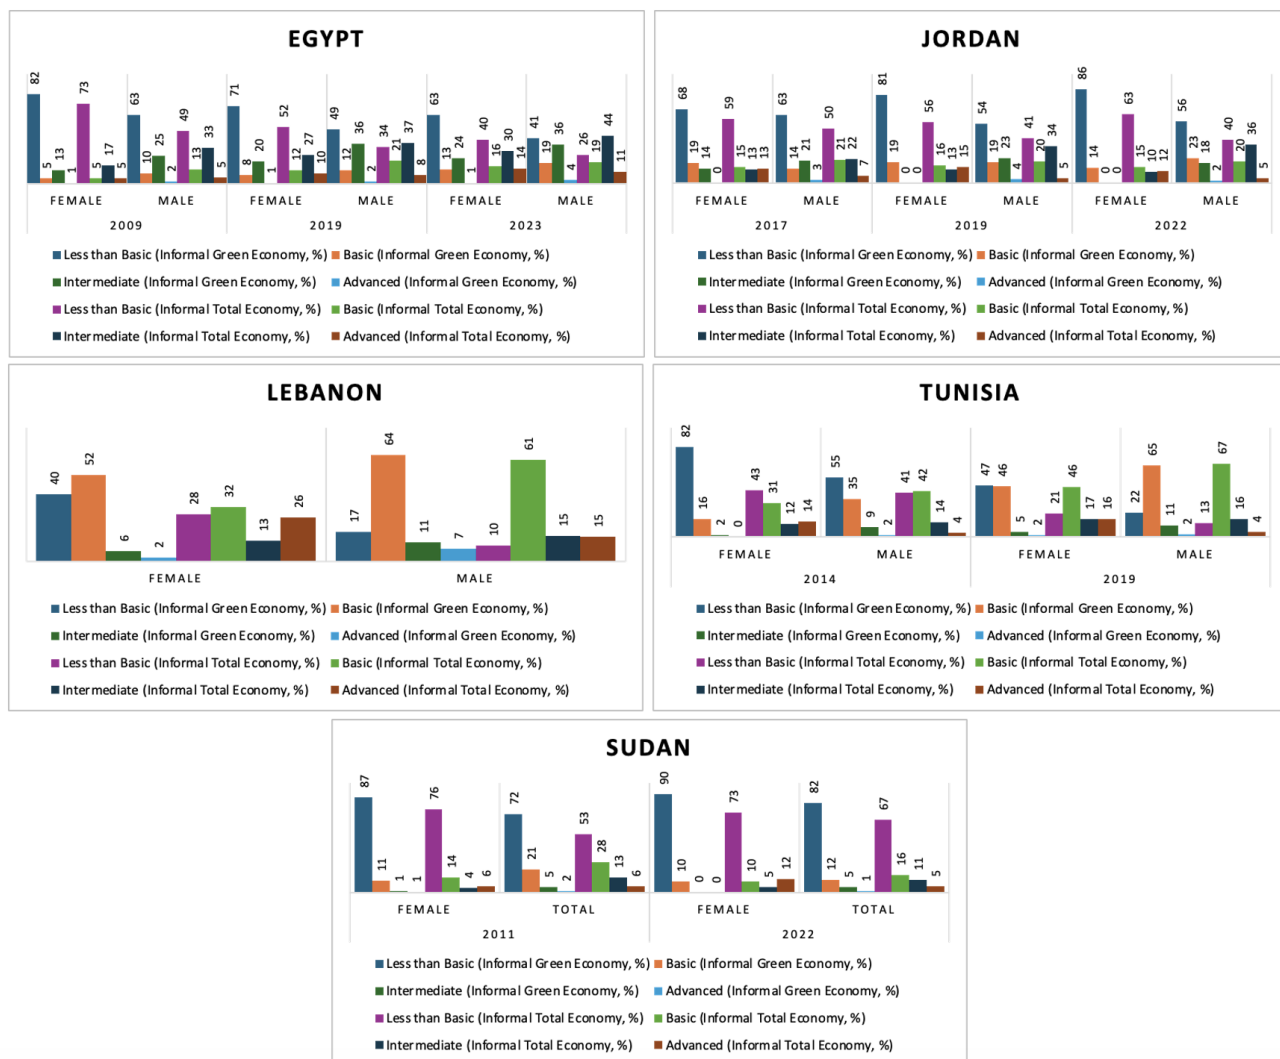 EGYPT
82 5 13 1 73 5 17 5 63 10 25 2 49 13 33 5 71 8 20 1 52 12 27 10 49 12 36 2 34 21 37 8 63 13 24 1 40 16 30 14 41 19 36 4 26 19 44 11
FEMALE MALE FEMALE MALE FEMALE MALE
2009 2019 2023
Less than Basic (Informal Green Economy, %) Basic (Informal Green Economy, %)
Intermediate (Informal Green Economy, %) Advanced (Informal Green Economy, %)
Less than Basic (Informal Total Economy, %) Basic (Informal Total Economy, %)
Intermediate (Informal Total Economy, %) Advanced (Informal Total Economy, %)
JORDAN
68 19 14 0 59 15 13 13 63 14 21 3 50 21 22 7 81 19 0 0 56 16 13 15 54 19 23 4 41 20 34 5 86 14 0 0 63 15 10 12 56 23 18 2 40 20 36 5
FEMALE MALE FEMALE MALE FEMALE MALE
2017 2019 2022
Less than Basic (Informal Green Economy, %) Basic (Informal Green Economy, %)
Intermediate (Informal Green Economy, %) Advanced (Informal Green Economy, %)
Less than Basic (Informal Total Economy, %) Basic (Informal Total Economy, %)
Intermediate (Informal Total Economy, %) Advanced (Informal Total Economy, %)
LEBANON
40 52 6 2 28 32 13 26 17 64 11 7 10 61 15 15
FEMALE MALE
Less than Basic (Informal Green Economy, %) Basic (Informal Green Economy, %)
Intermediate (Informal Green Economy, %) Advanced (Informal Green Economy, %)
Less than Basic (Informal Total Economy, %) Basic (Informal Total Economy, %)
Intermediate (Informal Total Economy, %) Advanced (Informal Total Economy, %)
TUNISIA
82 16 2 0 43 31 12 14 55 35 9 2 41 42 14 4 47 46 5 2 21 46 17 16 22 65 11 2 13 67 16 4
FEMALE MALE FEMALE MALE
2014 2019
Less than Basic (Informal Green Economy, %) Basic (Informal Green Economy, %)
Intermediate (Informal Green Economy, %) Advanced (Informal Green Economy, %)
Less than Basic (Informal Total Economy, %) Basic (Informal Total Economy, %)
Intermediate (Informal Total Economy, %) Advanced (Informal Total Economy, %)
SUDAN
87 11 1 1 76 14 4 6 72 21 5 2 53 28 13 6 90 10 0 0 73 10 5 12 82 12 5 1 67 16 11 5
FEMALE TOTAL FEMALE TOTAL
2011 2022
Less than Basic (Informal Green Economy, %) Basic (Informal Green Economy, %)
Intermediate (Informal Green Economy, %) Advanced (Informal Green Economy, %)
Less than Basic (Informal Total Economy, %) Basic (Informal Total Economy, %)
Intermediate (Informal Total Economy, %) Advanced (Informal Total Economy, %)